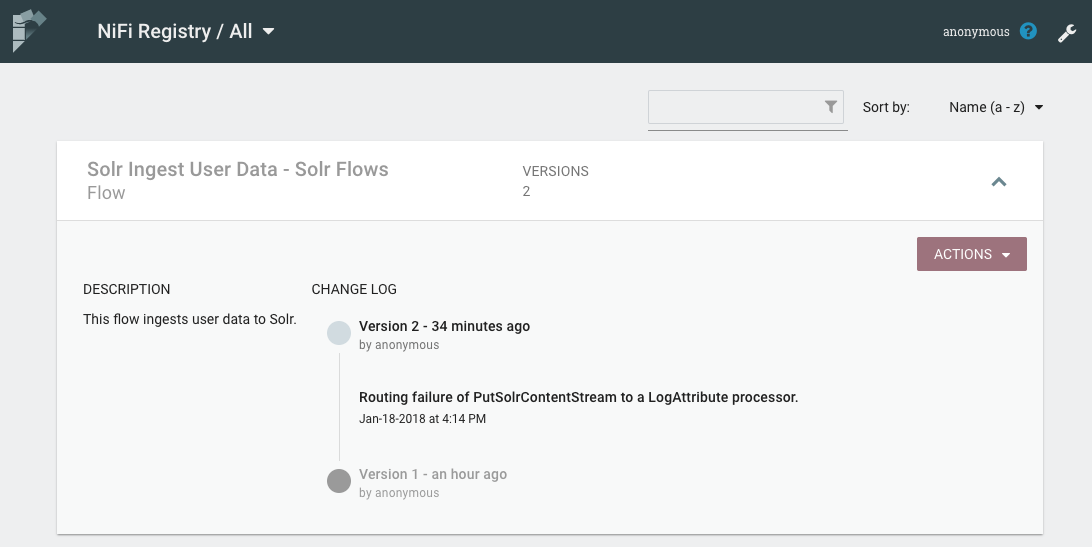 NiFi Registry / All
anonymous ?
Sort by: Name (a - z)
Solr Ingest User Data - Solr Flows
Flow
VERSIONS
2
ACTIONS
DESCRIPTION
This flow ingests user data to Solr.
CHANGE LOG
Version 2 - 34 minutes ago
by anonymous
Routing failure of PutSolrContentStream to a LogAttribute processor.
Jan-18-2018 at 4:14 PM
Version 1 - an hour ago
by anonymous